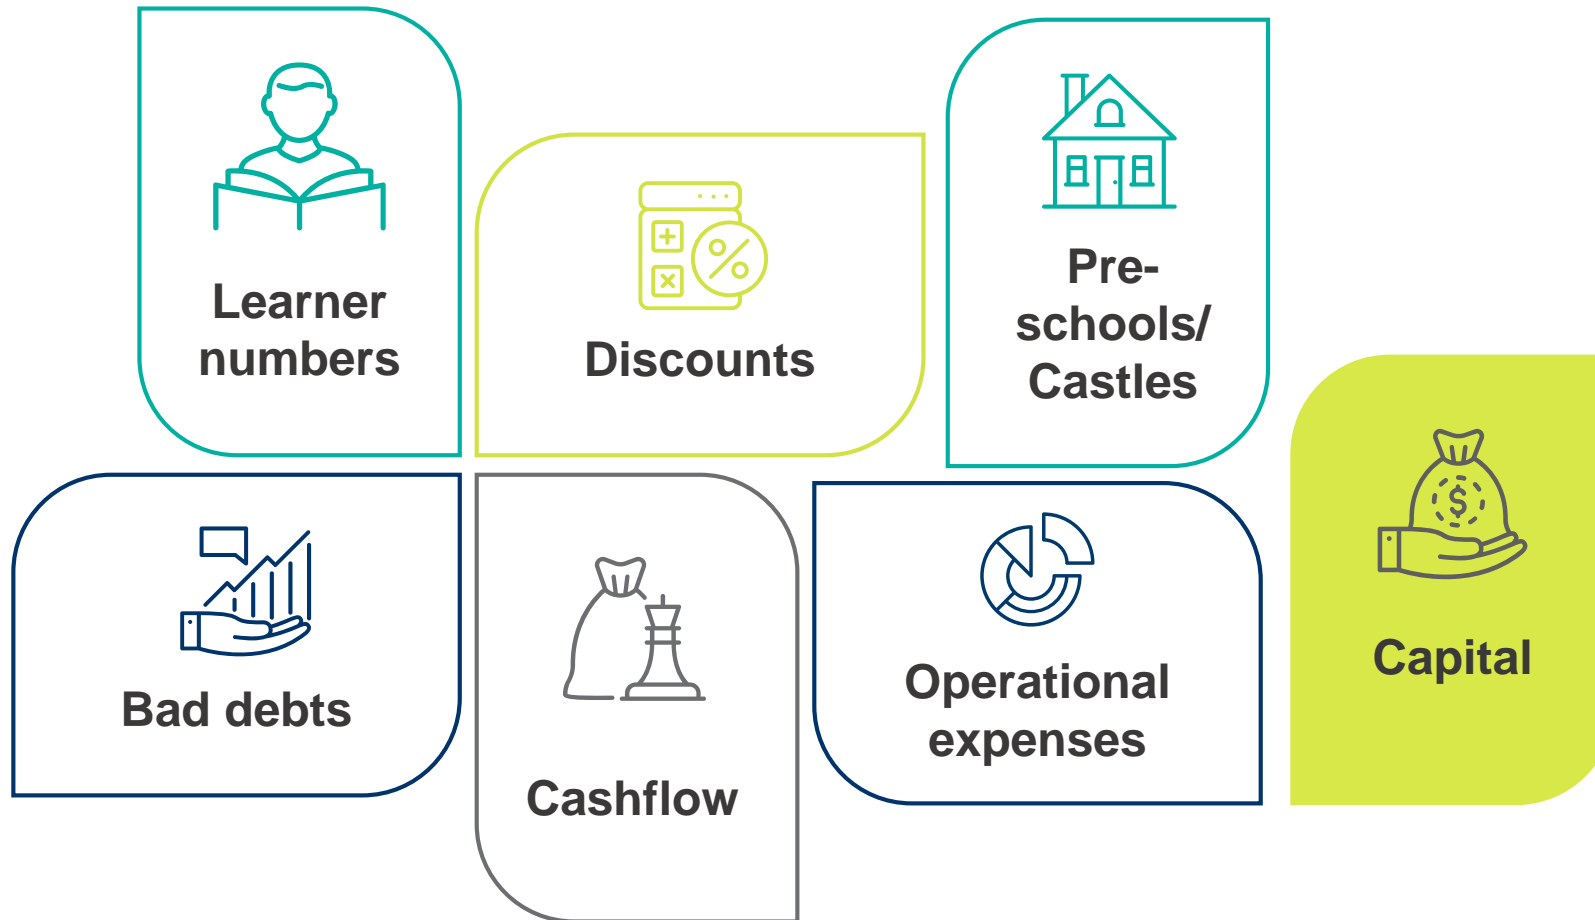 Learner
numbers
Discounts
Pre-
schools/
Castles
Bad debts
Cashflow
Operational
expenses
Capital